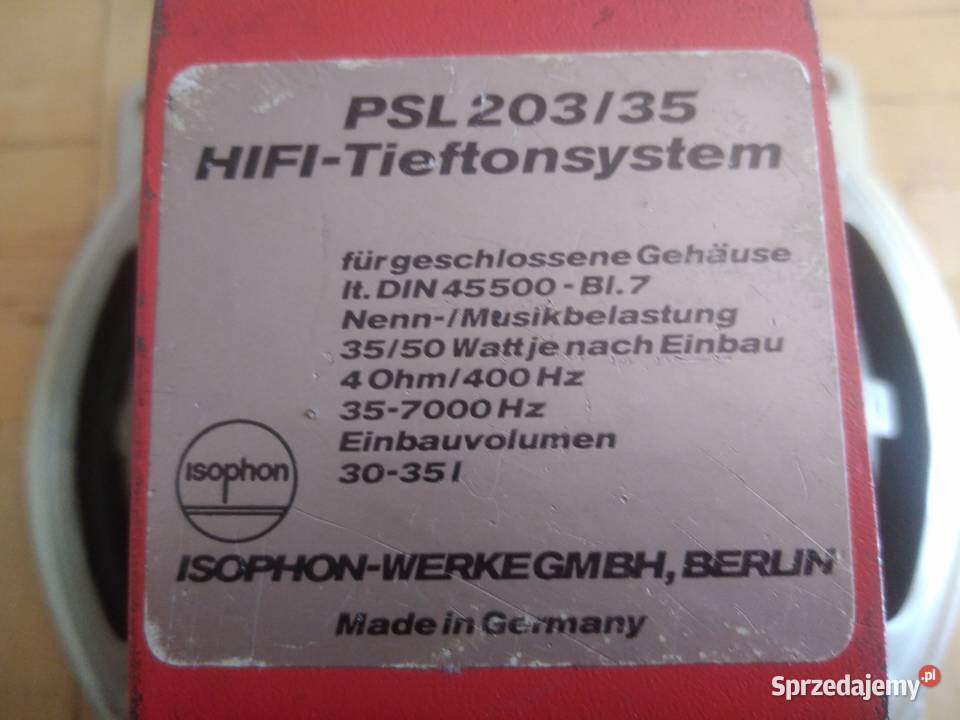 PSL 203/35
HIFI-Tieftonsystem
für geschlossene Gehäuse
lt. DIN 45500 - Bl. 7
Nenn-/Musikbelastung
35/50 Watt je nach Einbau
4 Ohm/400 Hz
35-7000 Hz
Einbauvolumen
30-35 l
isophon
ISOPHON-WERKE GMBH, BERLIN
Made in Germany
Sprzedajemy.pl